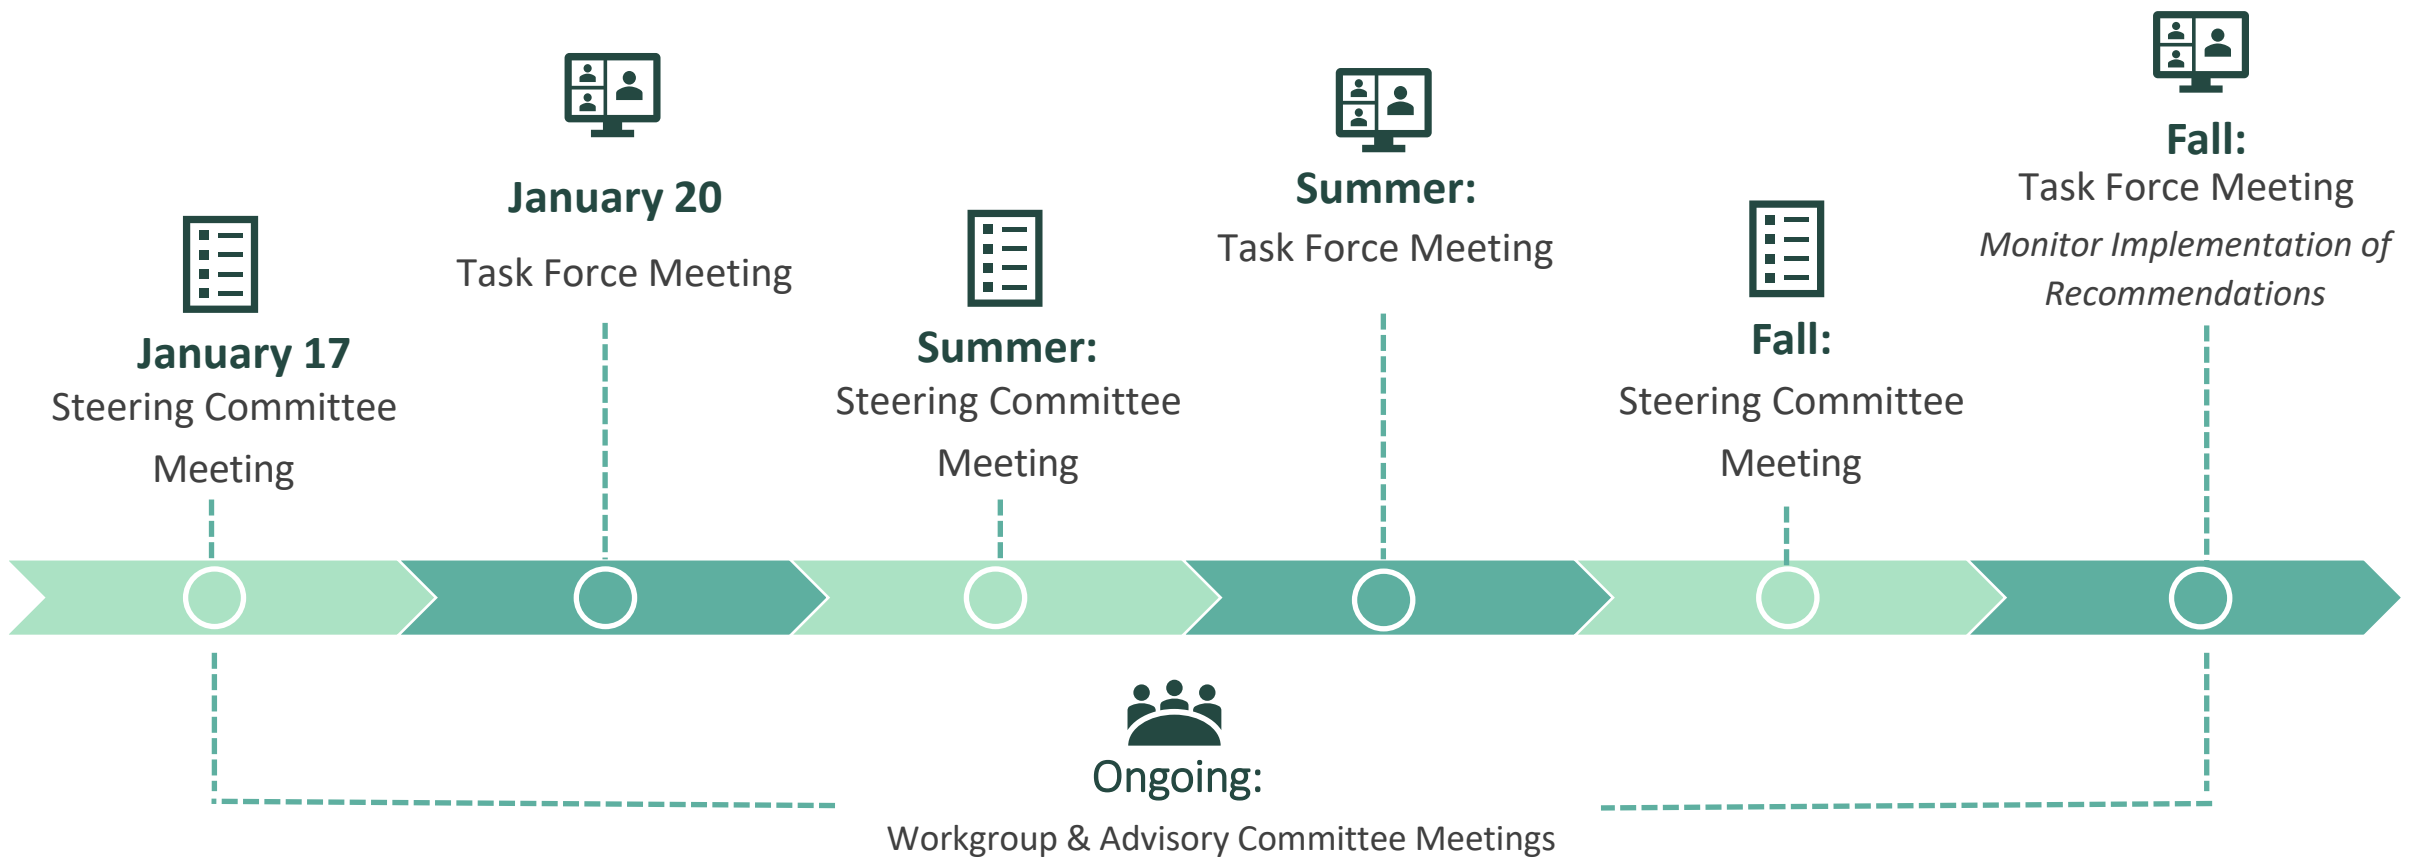 January 17
Steering Committee
Meeting
January 20
Task Force Meeting
Summer:
Steering Committee
Meeting
Summer:
Task Force Meeting
Fall:
Steering Committee
Meeting
Fall:
Task Force Meeting
Monitor Implementation of
Recommendations
Ongoing:
Workgroup & Advisory Committee Meetings